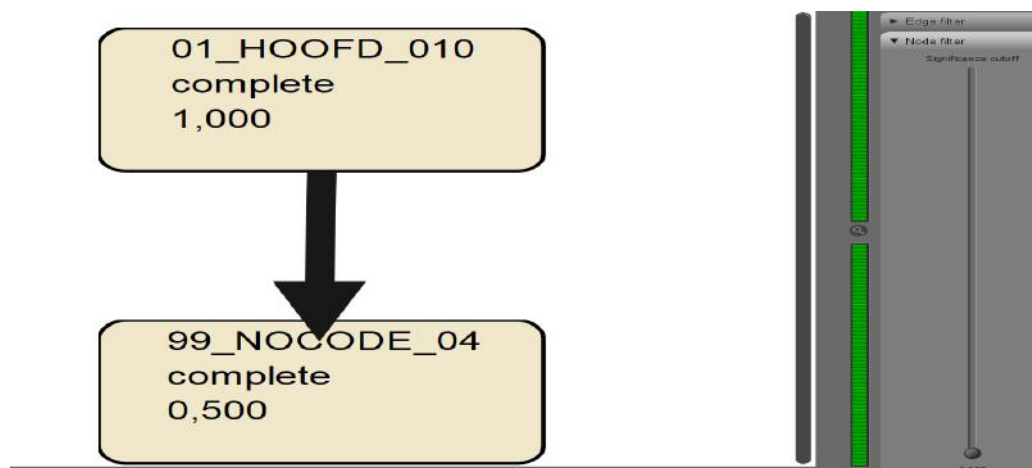 01_HOOFD_010
complete
1,000
99_NOCODE_04
complete
0,500
Edge filter
Node filter
Significance cutoff